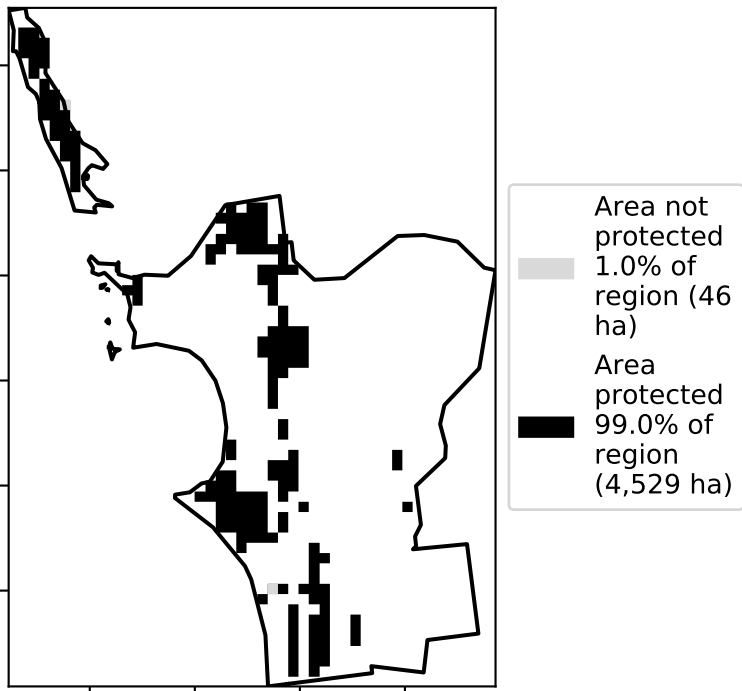 Area not
protected
1.0% of
region (46
ha)
Area
protected
99.0% of
region
(4,529 ha)